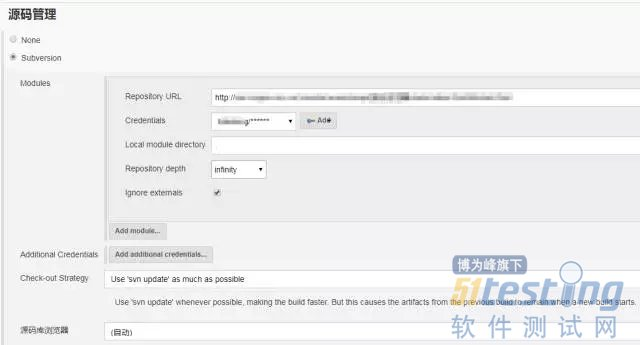 源码管理
None
Subversion
Modules
Repository URL http://
Credentials /****** Add
Local module directory .
Repository depth infinity
Ignore externals
Add module...
Additional Credentials Add additional credentials...
Check-out Strategy Use 'svn update' as much as possible
Use 'svn update' whenever possible, making the build faster. But this causes the artifacts from the previous build to remain when a new build starts.
源码库浏览器 (自动)
博为峰旗下
51testing
软件测试网